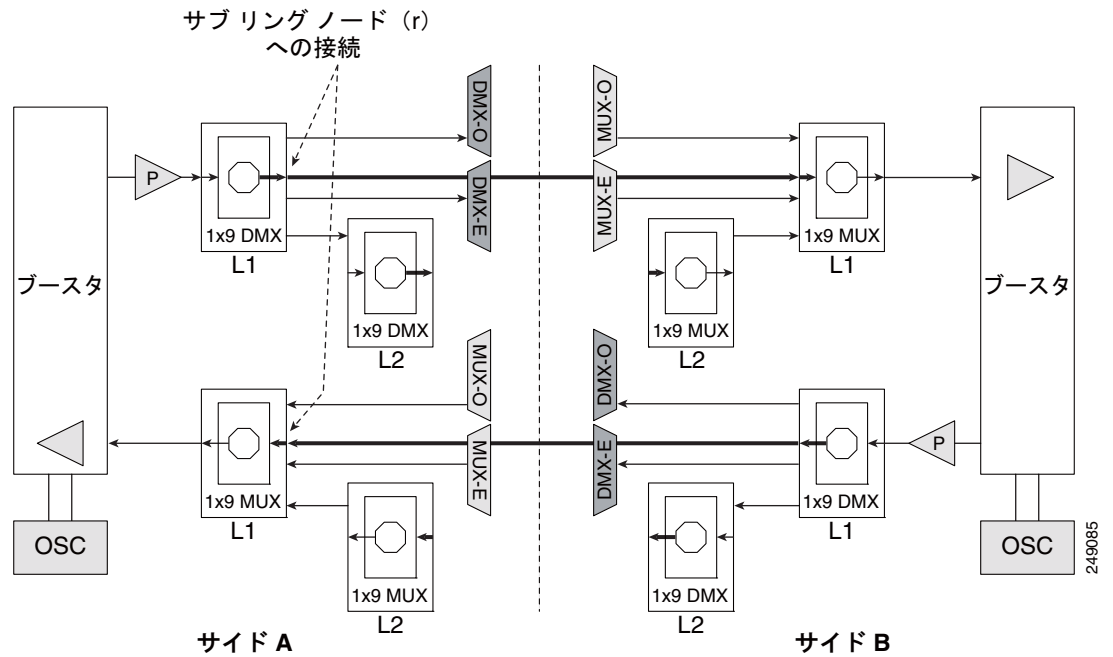 サブ リング ノード（r）
への接続
DMX-O
MUX-O
P
DMX-E
MUX-E
1x9 DMX
L1
1x9 MUX
L1
ブースタ
ブースタ
1x9 DMX
L2
1x9 MUX
L2
MUX-O
DMX-O
MUX-E
DMX-E
P
1x9 MUX
L1
1x9 DMX
L1
OSC
OSC
1x9 MUX
L2
1x9 DMX
L2
249085
サイド A
サイド B